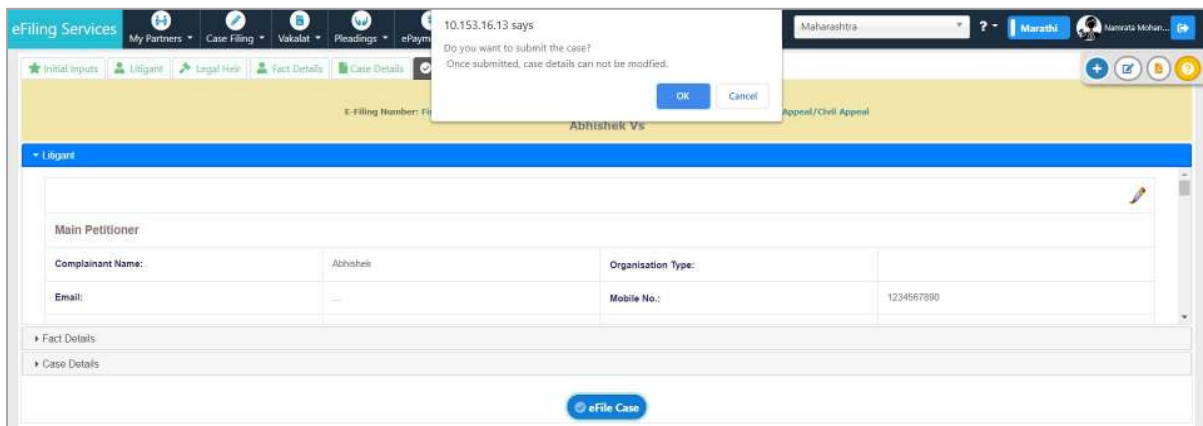 eFiling Services
My Partners
Case Filing
Vakalat
Pleadings
ePaym
10.153.16.13 says
Do you want to submit the case?
Once submitted, case details can not be modfied.
OK
Cancel
Maharashtra
?
Marathi
Namrata Mohan...
Initial Inputs
Litigant
Legal Heir
Fact Details
Case Details
E-Filing Number:
Appeal/Civil Appeal
Abhishek Vs
Litigant
Main Petitioner
Complainant Name: Abhishek Organisation Type:
Email: ... Mobile No.: 1234567890
Fact Details
Case Details
eFile Case